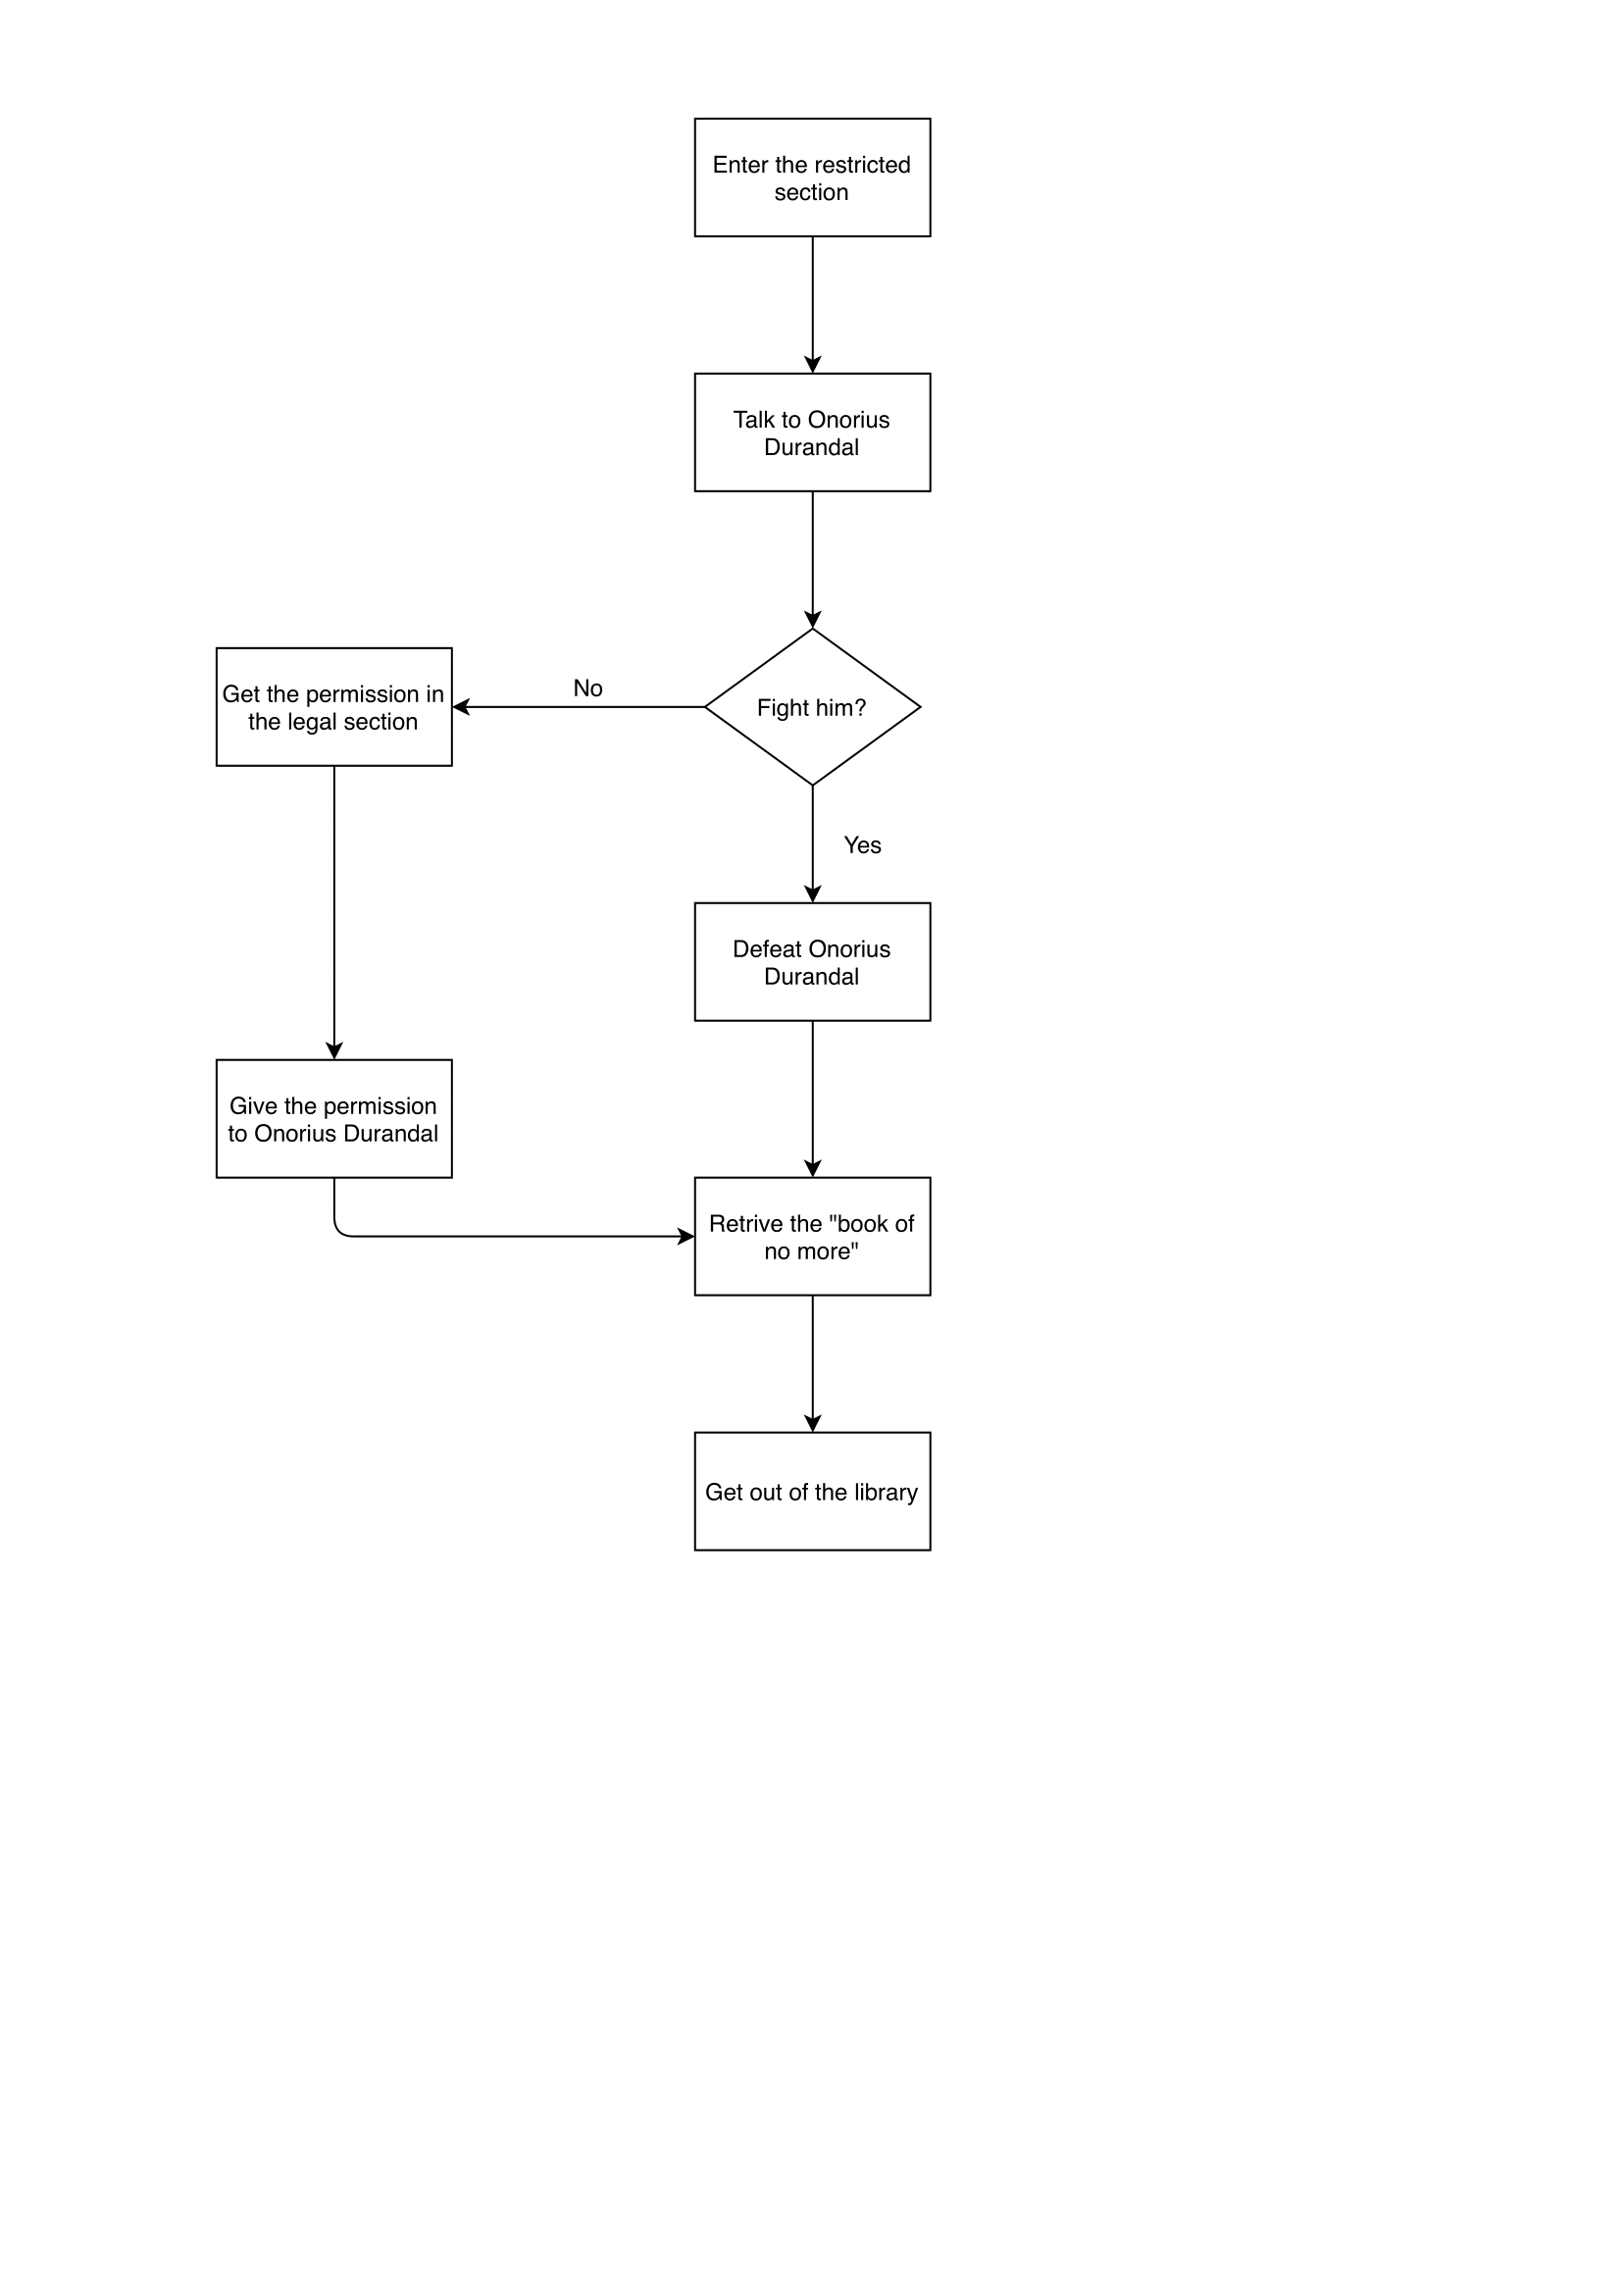 Enter the restricted
section
Talk to Onorius
Durandal
Get the permission in
the legal section
No
Fight him?
Yes
Defeat Onorius
Durandal
Give the permission
to Onorius Durandal
Retrive the "book of
no more"
Get out of the library